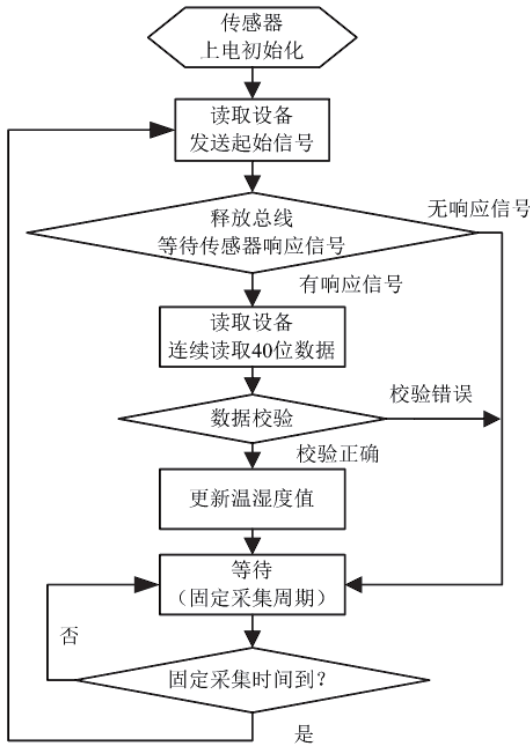 传感器
上电初始化
读取设备
发送起始信号
释放总线
等待传感器响应信号
无响应信号
有响应信号
读取设备
连续读取40位数据
数据校验
校验错误
校验正确
更新温湿度值
等待
（固定采集周期）
否
固定采集时间到?
是